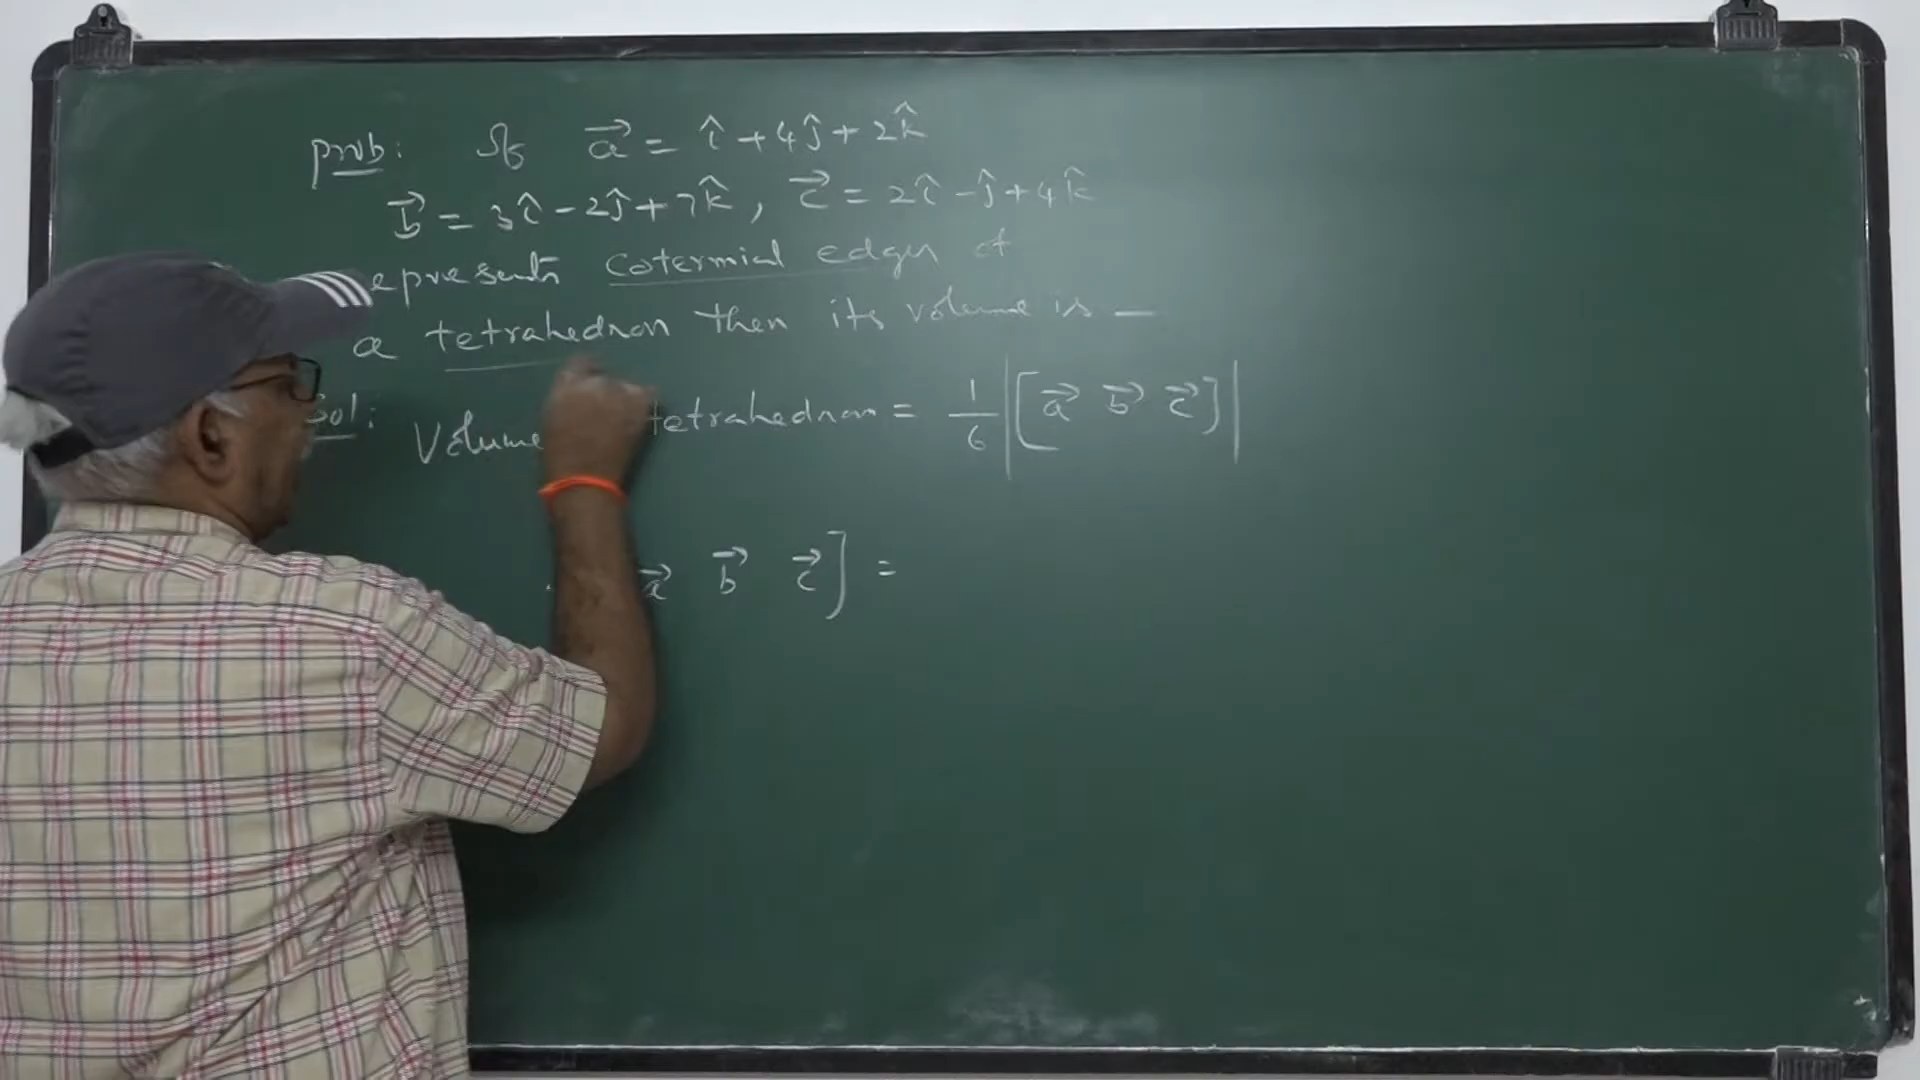 prob: If →a = î + 4ĵ + 2k̂
→b = 3î - 2ĵ + 7k̂, →c = 2î - ĵ + 4k̂
epresents cotermial edges of
a tetrahedron then its volume is —
Sol: Volume tetrahedron = 1/6 |[→a →b →c]|
→a →b →c] =